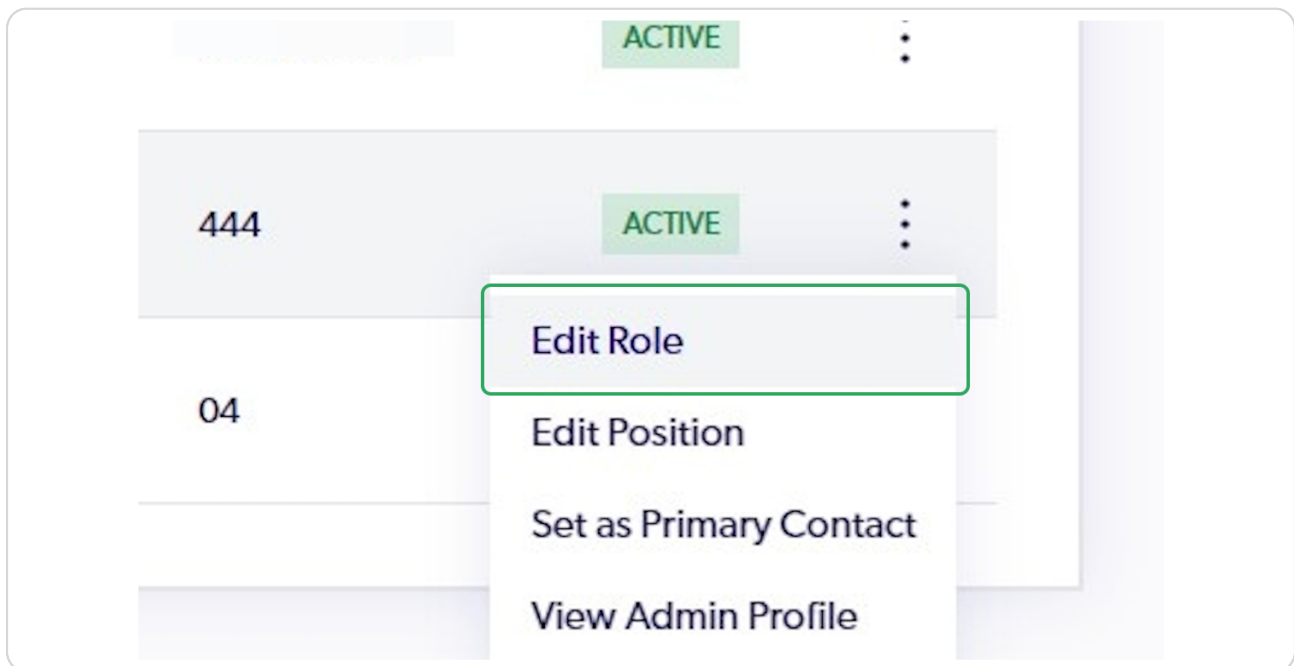 ACTIVE
444 ACTIVE
Edit Role
04
Edit Position
Set as Primary Contact
View Admin Profile